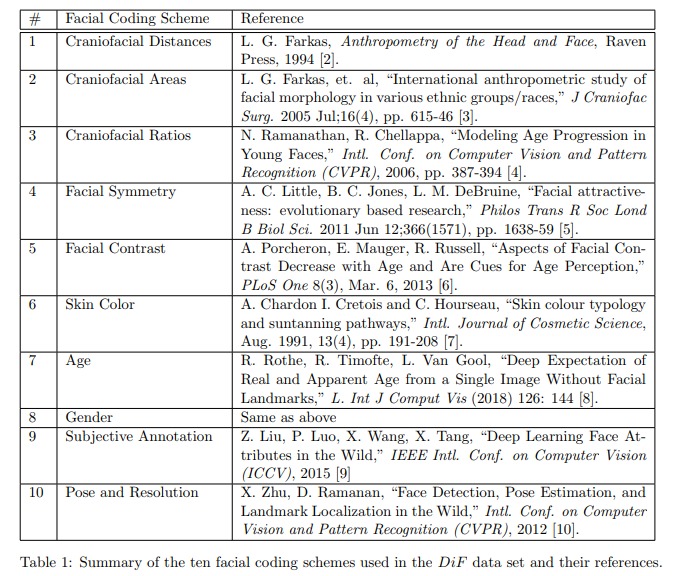 # Facial Coding Scheme Reference
1 Craniofacial Distances L. G. Farkas, Anthropometry of the Head and Face, Raven
Press, 1994 [2].
2 Craniofacial Areas L. G. Farkas, et. al, “International anthropometric study of
facial morphology in various ethnic groups/races,” J Craniofac
Surg. 2005 Jul;16(4), pp. 615-46 [3].
3 Craniofacial Ratios N. Ramanathan, R. Chellappa, “Modeling Age Progression in
Young Faces,” Intl. Conf. on Computer Vision and Pattern
Recognition (CVPR), 2006, pp. 387-394 [4].
4 Facial Symmetry A. C. Little, B. C. Jones, L. M. DeBruine, “Facial attractive-
ness: evolutionary based research,” Philos Trans R Soc Lond
B Biol Sci. 2011 Jun 12;366(1571), pp. 1638-59 [5].
5 Facial Contrast A. Porcheron, E. Mauger, R. Russell, “Aspects of Facial Con-
trast Decrease with Age and Are Cues for Age Perception,”
PLoS One 8(3), Mar. 6, 2013 [6].
6 Skin Color A. Chardon I. Cretois and C. Hourseau, “Skin colour typology
and suntanning pathways,” Intl. Journal of Cosmetic Science,
Aug. 1991, 13(4), pp. 191-208 [7].
7 Age R. Rothe, R. Timofte, L. Van Gool, “Deep Expectation of
Real and Apparent Age from a Single Image Without Facial
Landmarks,” L. Int J Comput Vis (2018) 126: 144 [8].
8 Gender Same as above
9 Subjective Annotation Z. Liu, P. Luo, X. Wang, X. Tang, “Deep Learning Face At-
tributes in the Wild,” IEEE Intl. Conf. on Computer Vision
(ICCV), 2015 [9]
10 Pose and Resolution X. Zhu, D. Ramanan, “Face Detection, Pose Estimation, and
Landmark Localization in the Wild,” Intl. Conf. on Computer
Vision and Pattern Recognition (CVPR), 2012 [10].
Table 1: Summary of the ten facial coding schemes used in the DiF data set and their references.